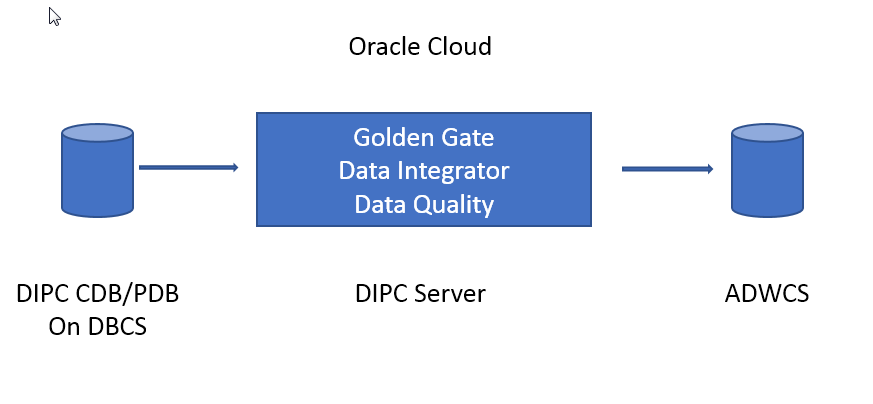 Oracle Cloud
Golden Gate
Data Integrator
Data Quality
DIPC CDB/PDB
On DBCS
DIPC Server
ADWCS